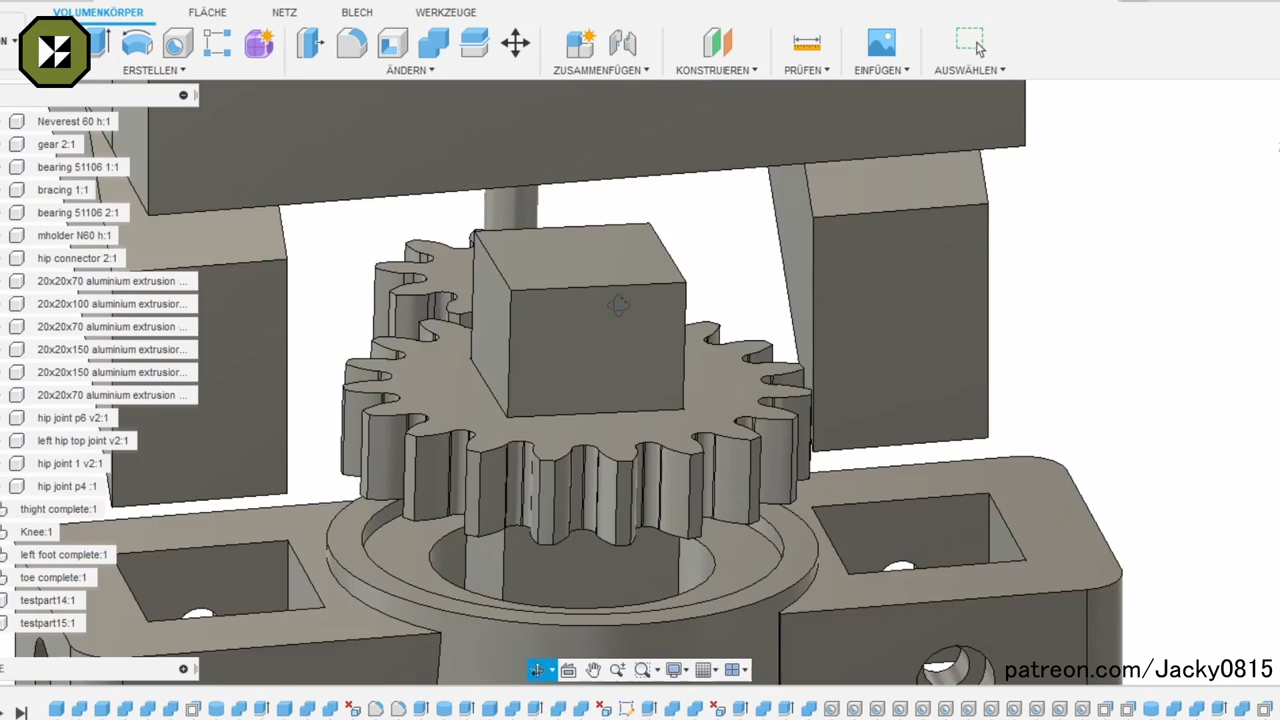 VOLUMENKÖRPER
FLÄCHE
NETZ
BLECH
WERKZEUGE
ERSTELLEN
ÄNDERN
ZUSAMMENFÜGEN
KONSTRUIEREN
PRÜFEN
EINFÜGEN
AUSWÄHLEN
Neverest 60 h:1
gear 2:1
bearing 51106 1:1
bracing 1:1
bearing 51106 2:1
mholder N60 h:1
hip connector 2:1
20x20x70 aluminium extrusion ...
20x20x100 aluminium extrusior...
20x20x70 aluminium extrusion ...
20x20x150 aluminium extrusior...
20x20x150 aluminium extrusior...
20x20x70 aluminium extrusion ...
hip joint p6 v2:1
left hip top joint v2:1
hip joint 1 v2:1
hip joint p4 :1
thight complete:1
Knee:1
left foot complete:1
toe complete:1
testpart14:1
testpart15:1
patreon.com/Jacky0815